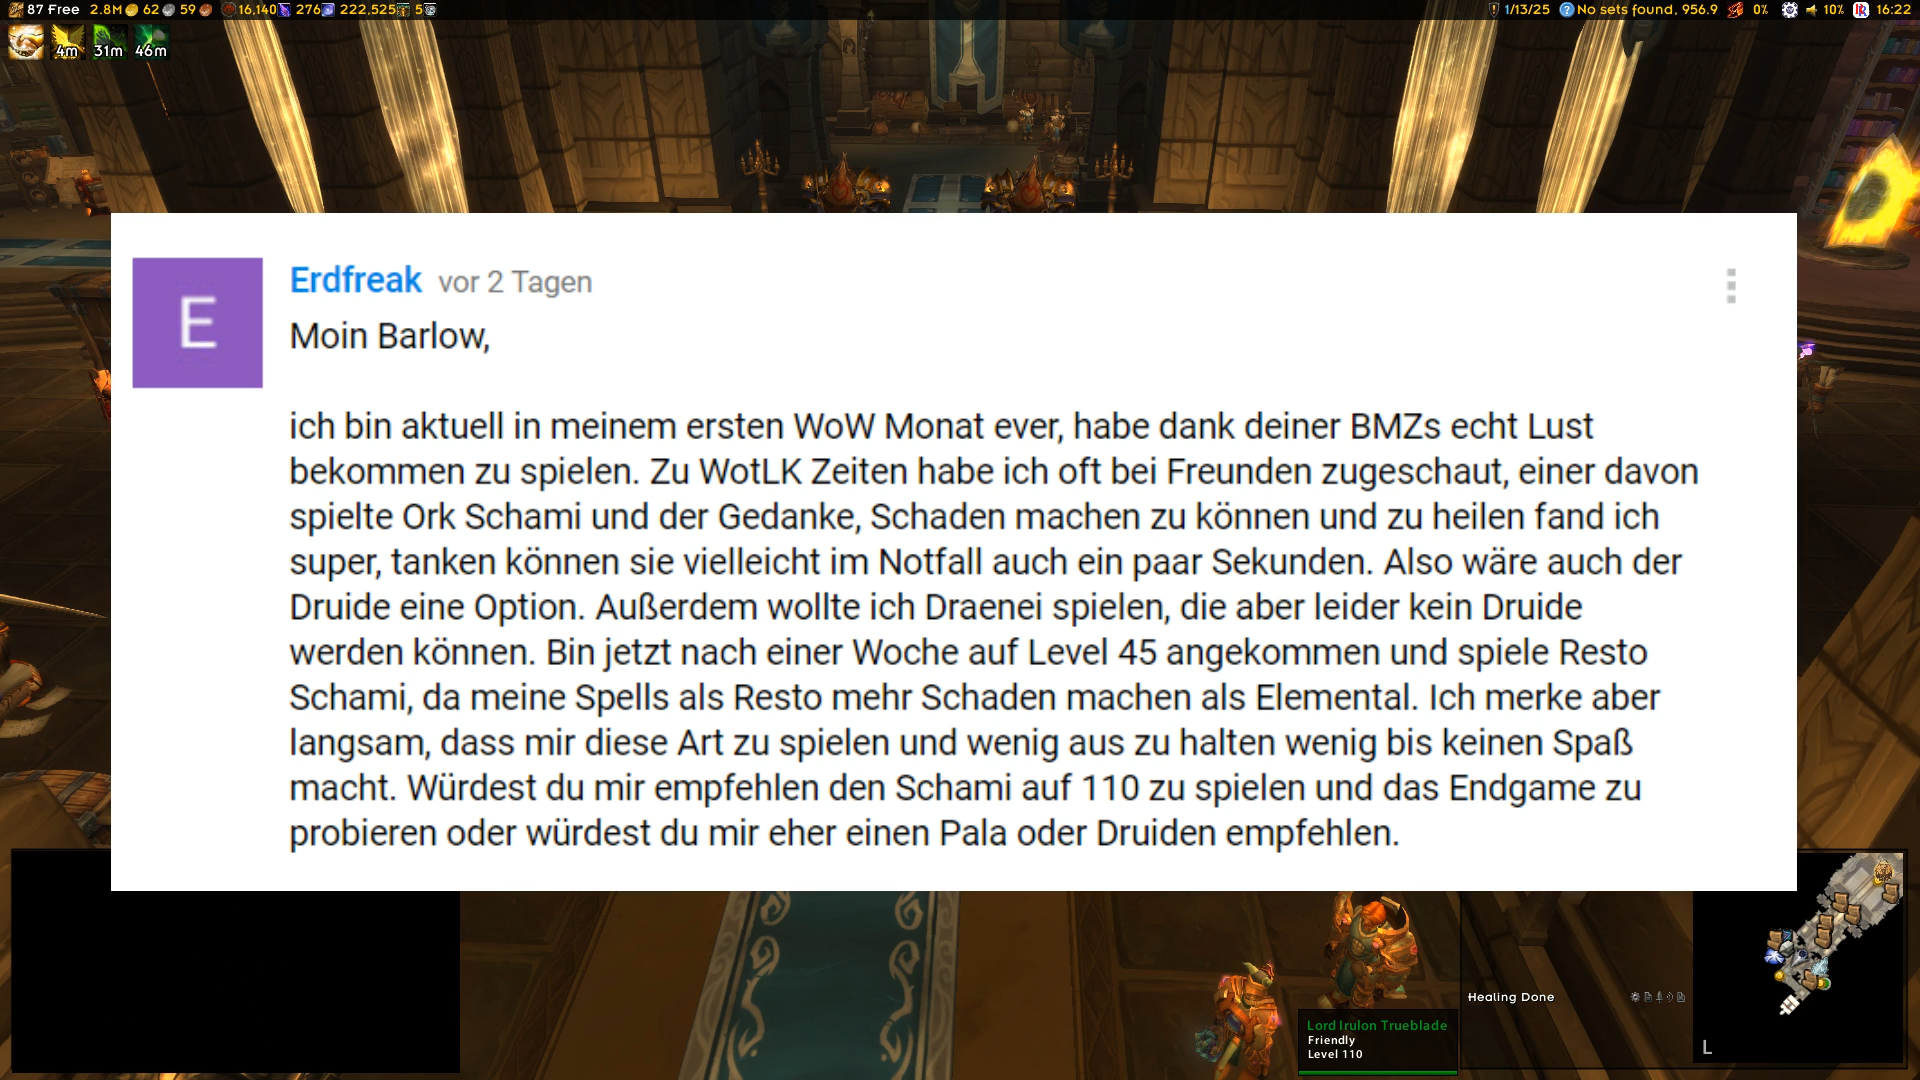 87 Free 2.8M 62 59 16,140 276 222,525 5
1/13/25 No sets found, 956.9 0% 10% 16:22
4m 31m 46m
E
Erdfreak vor 2 Tagen
Moin Barlow,
ich bin aktuell in meinem ersten WoW Monat ever, habe dank deiner BMZs echt Lust
bekommen zu spielen. Zu WotLK Zeiten habe ich oft bei Freunden zugeschaut, einer davon
spielte Ork Schami und der Gedanke, Schaden machen zu können und zu heilen fand ich
super, tanken können sie vielleicht im Notfall auch ein paar Sekunden. Also wäre auch der
Druide eine Option. Außerdem wollte ich Draenei spielen, die aber leider kein Druide
werden können. Bin jetzt nach einer Woche auf Level 45 angekommen und spiele Resto
Schami, da meine Spells als Resto mehr Schaden machen als Elemental. Ich merke aber
langsam, dass mir diese Art zu spielen und wenig aus zu halten wenig bis keinen Spaß
macht. Würdest du mir empfehlen den Schami auf 110 zu spielen und das Endgame zu
probieren oder würdest du mir eher einen Pala oder Druiden empfehlen.
Healing Done
Lord Irulon Trueblade
Friendly
Level 110
L